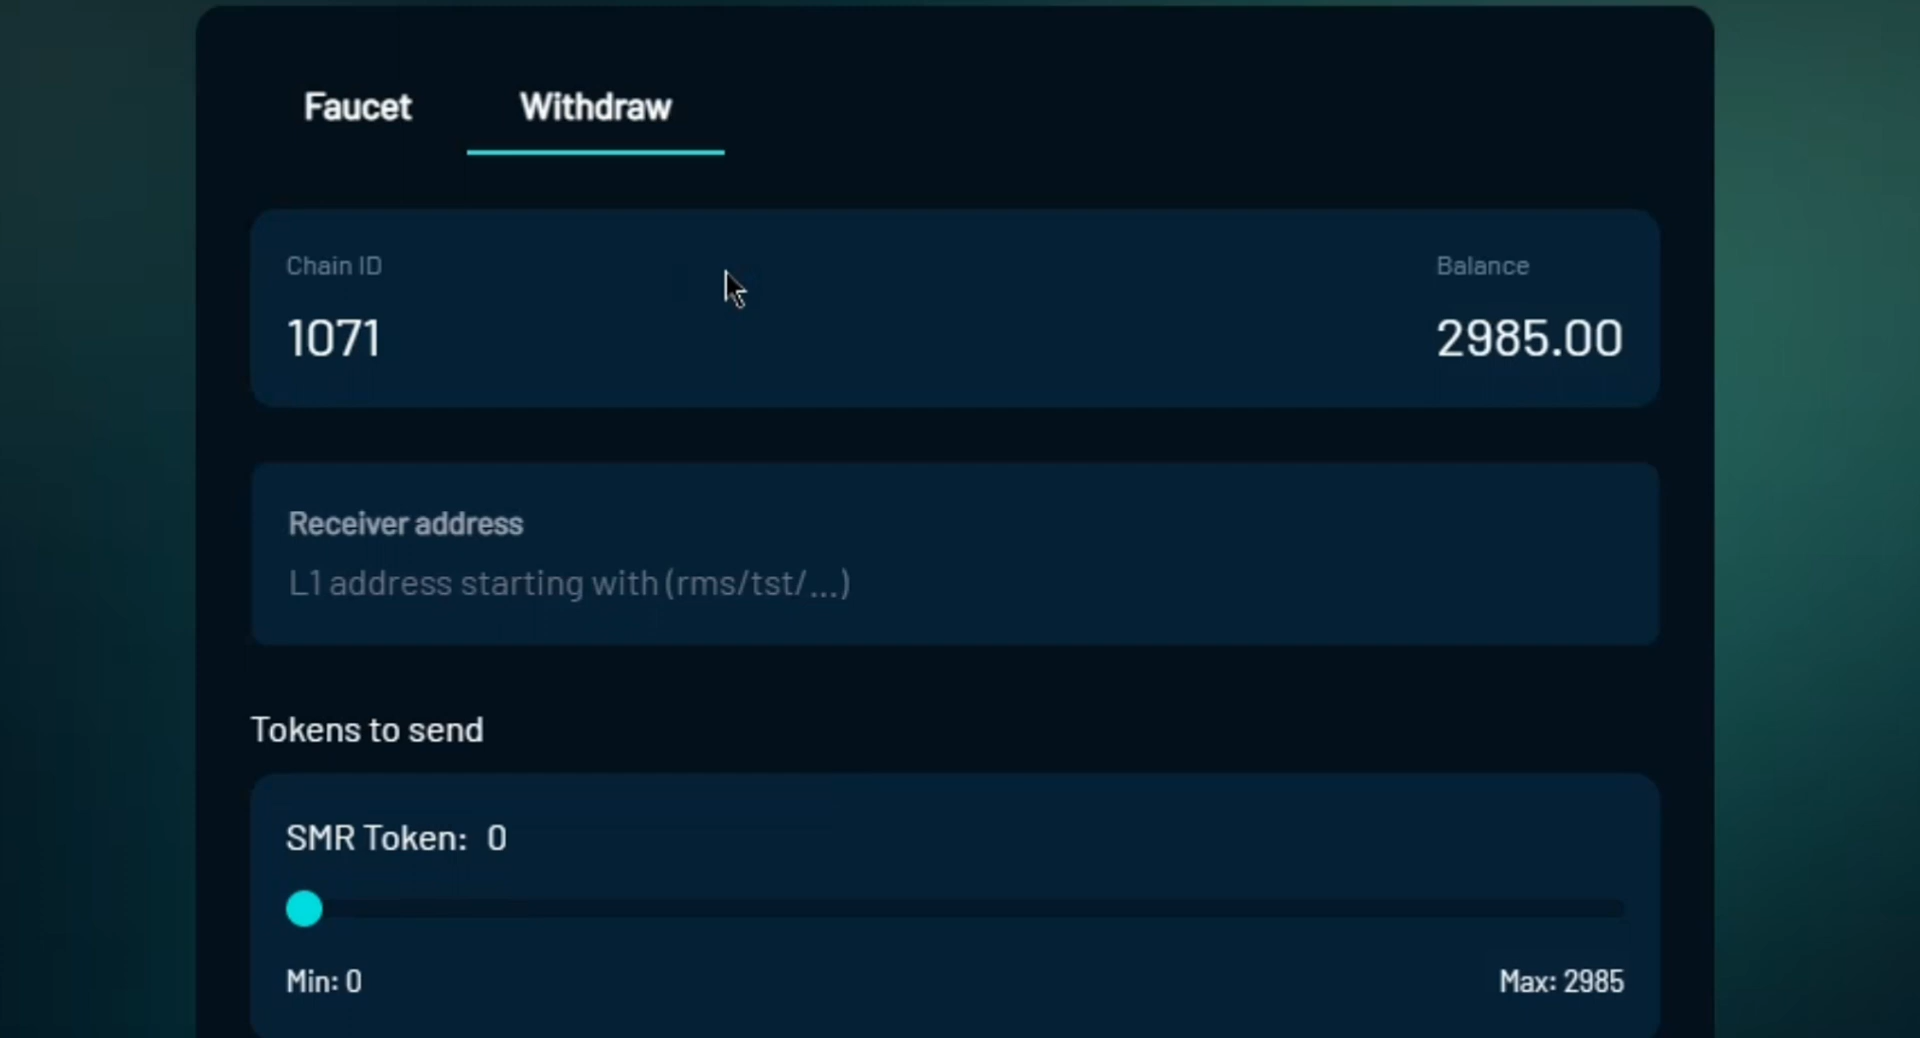 Faucet Withdraw
Chain ID Balance
1071 2985.00
Receiver address
L1 address starting with (rms/tst/...)
Tokens to send
SMR Token: 0
Min: 0 Max: 2985